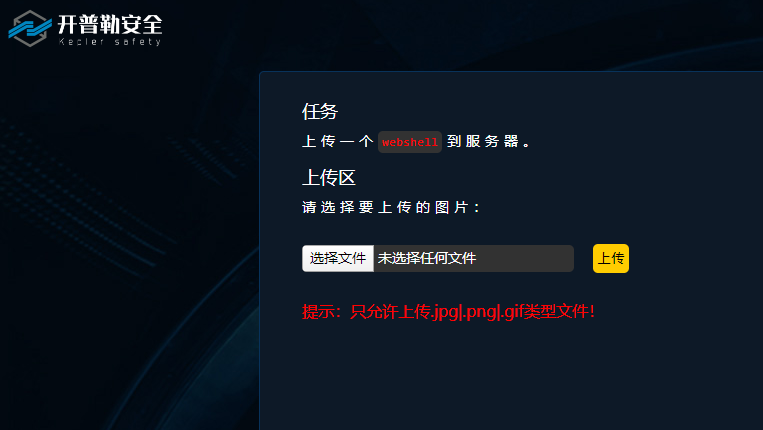 开普勒安全
Kepler safety
任务
上传一个 webshell 到服务器。
上传区
请选择要上传的图片：
选择文件 未选择任何文件 上传
提示：只允许上传.jpg|.png|.gif类型文件！